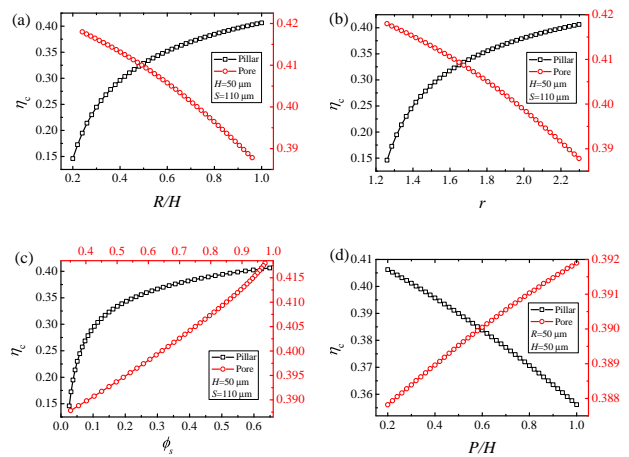 (a)
0.40
0.35
0.30
0.25
0.20
0.15
ηc
0.42
0.41
0.40
0.39
Pillar
Pore
H=50 μm
S=110 μm
0.2 0.4 0.6 0.8 1.0
R/H
(b)
0.40
0.35
0.30
0.25
0.20
0.15
ηc
0.42
0.41
0.40
0.39
Pillar
Pore
H=50 μm
S=110 μm
1.2 1.4 1.6 1.8 2.0 2.2
r
(c)
0.4 0.5 0.6 0.7 0.8 0.9 1.0
0.40
0.35
0.30
0.25
0.20
0.15
ηc
0.415
0.410
0.405
0.400
0.395
0.390
Pillar
Pore
H=50 μm
S=110 μm
0.0 0.1 0.2 0.3 0.4 0.5 0.6
ϕs
(d)
0.41
0.40
0.39
0.38
0.37
0.36
ηc
0.392
0.391
0.390
0.389
0.388
Pillar
Pore
R=50 μm
H=50 μm
0.2 0.4 0.6 0.8 1.0
P/H